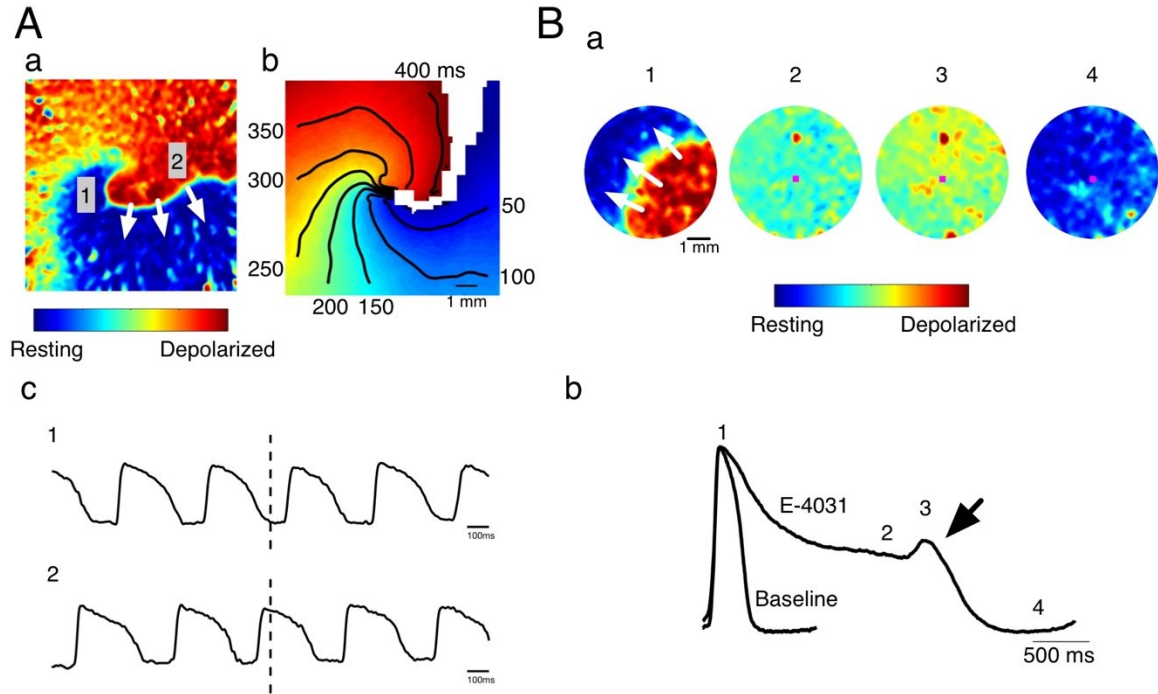 A
a
b
400 ms
350
300
250
200
150
50
100
1 mm
1
2
Resting
Depolarized
c
1
100ms
2
100ms
B
a
1
2
3
4
1 mm
Resting
Depolarized
b
1
E-4031
2
3
Baseline
4
500 ms